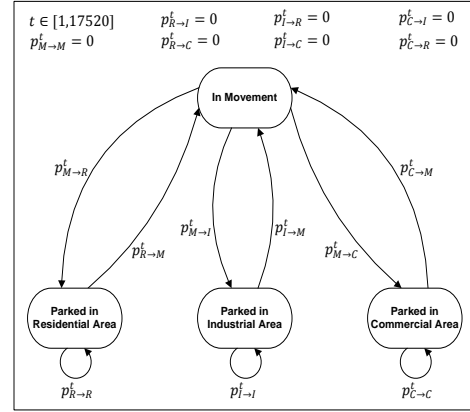 t ∈ [1,17520] p^t_{R→I} = 0 p^t_{I→R} = 0 p^t_{C→I} = 0
p^t_{M→M} = 0 p^t_{R→C} = 0 p^t_{I→C} = 0 p^t_{C→R} = 0
In Movement
p^t_{M→R}
p^t_{C→M}
p^t_{R→M}
p^t_{M→I}
p^t_{I→M}
p^t_{M→C}
Parked in
Residential Area
Parked in
Industrial Area
Parked in
Commercial Area
p^t_{R→R}
p^t_{I→I}
p^t_{C→C}